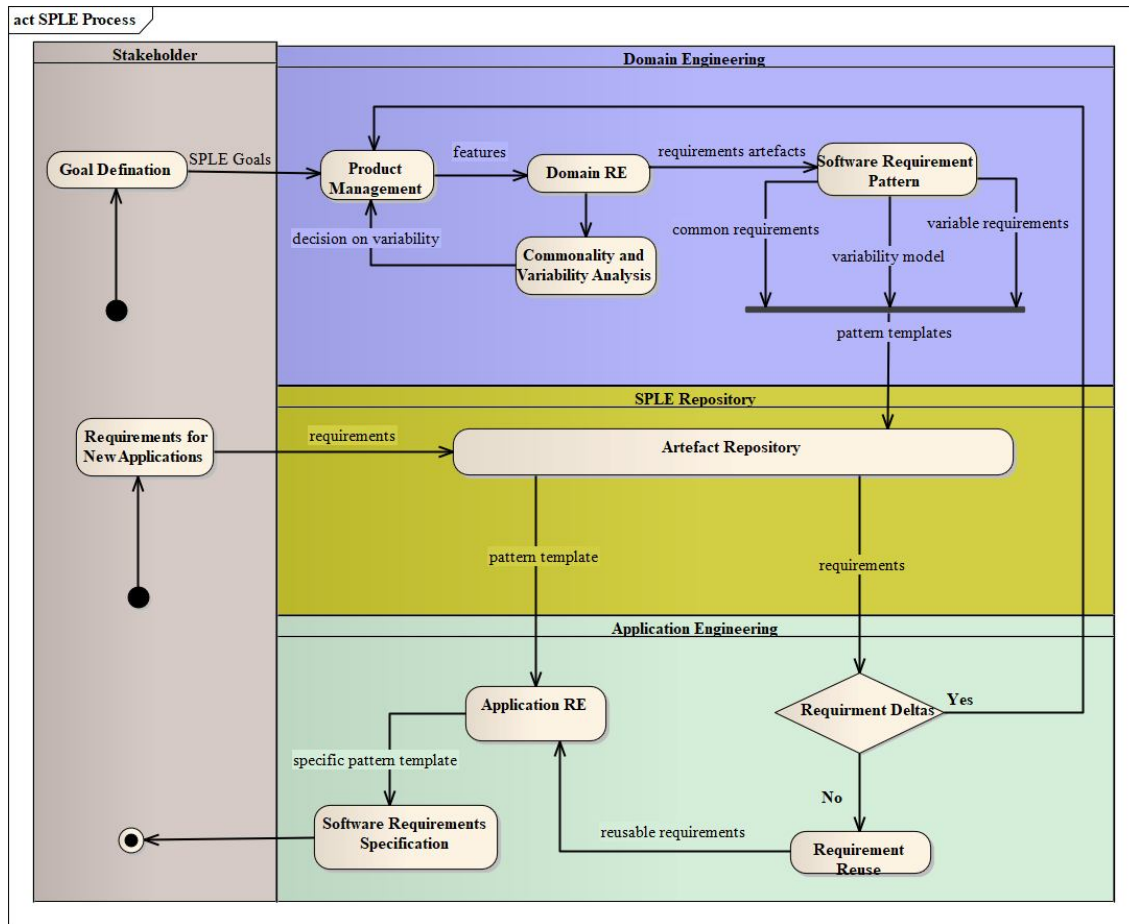 act SPLE Process
Stakeholder
Domain Engineering
Goal Defination
SPLE Goals
Product
Management
features
Domain RE
requirements artefacts
Software Requirement
Pattern
decision on variability
Commonality and
Variability Analysis
common requirements
variability model
variable requirements
pattern templates
SPLE Repository
Requirements for
New Applications
requirements
Artefact Repository
pattern template
requirements
Application Engineering
Application RE
Requirment Deltas
Yes
specific pattern template
No
Software Requirements
Specification
reusable requirements
Requirement
Reuse